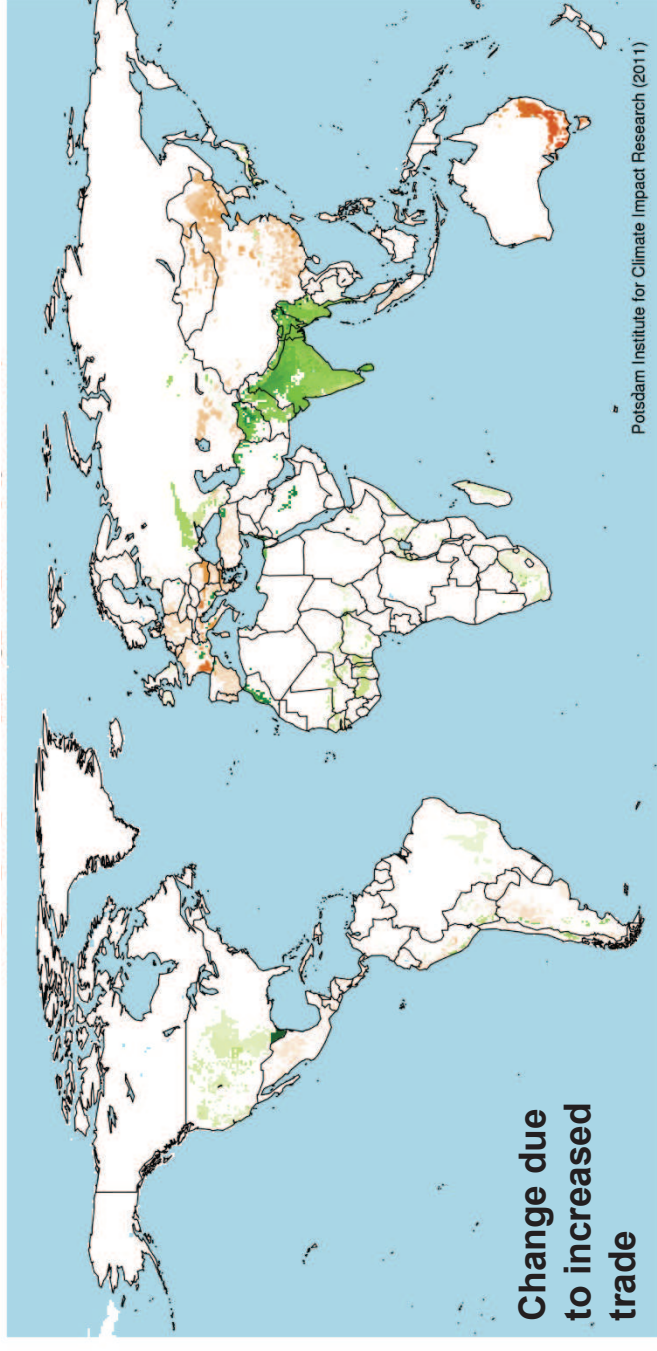 Change due
to increased
trade
Potsdam Institute for Climate Impact Research (2011)